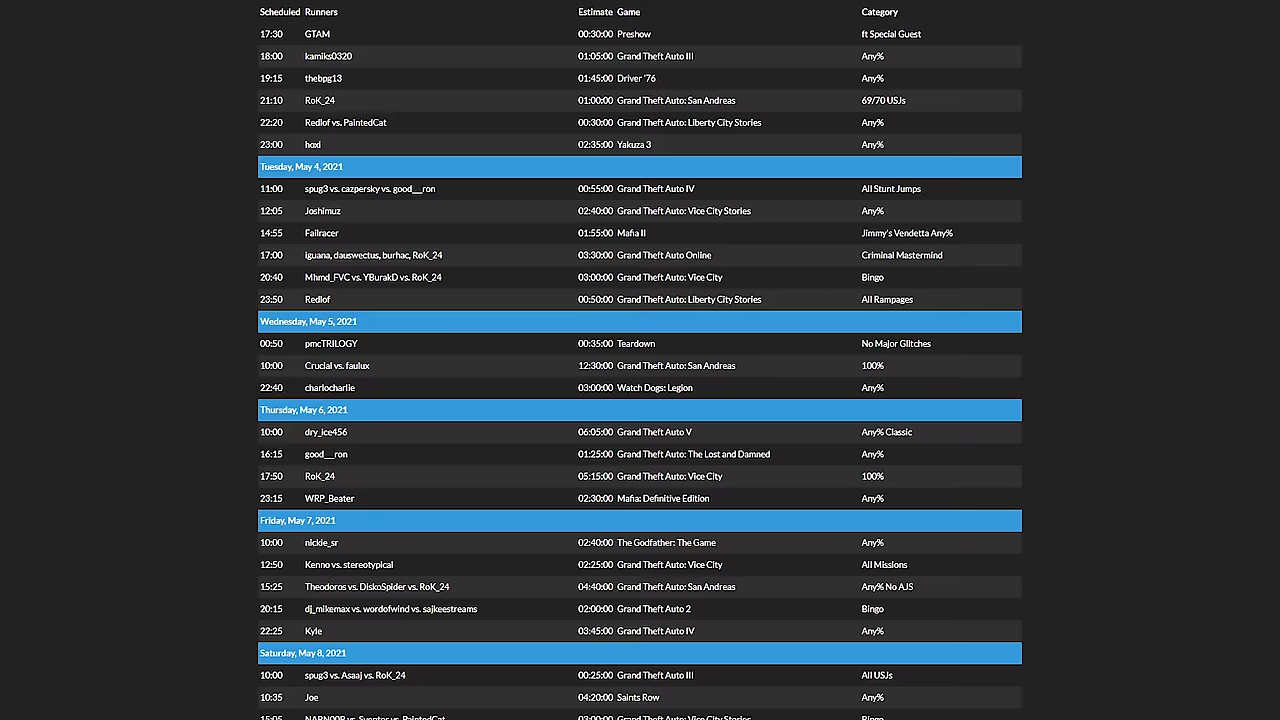 Scheduled Runners Estimate Game Category
17:30 GTAM 00:30:00 Preshow ft Special Guest
18:00 kamiks0320 01:05:00 Grand Theft Auto III Any%
19:15 thebpg13 01:45:00 Driver '76 Any%
21:10 RoK_24 01:00:00 Grand Theft Auto: San Andreas 69/70 USJs
22:20 Redlof vs. PaintedCat 00:30:00 Grand Theft Auto: Liberty City Stories Any%
23:00 hoxi 02:35:00 Yakuza 3 Any%
Tuesday, May 4, 2021
11:00 spug3 vs. cazpersky vs. good__ron 00:55:00 Grand Theft Auto IV All Stunt Jumps
12:05 Joshimuz 02:40:00 Grand Theft Auto: Vice City Stories Any%
14:55 Failracer 01:55:00 Mafia II Jimmy's Vendetta Any%
17:00 iguana, dauswectus, burhac, RoK_24 03:30:00 Grand Theft Auto Online Criminal Mastermind
20:40 Mhmd_FVC vs. YBurakD vs. RoK_24 03:00:00 Grand Theft Auto: Vice City Bingo
23:50 Redlof 00:50:00 Grand Theft Auto: Liberty City Stories All Rampages
Wednesday, May 5, 2021
00:50 pmcTRILOGY 00:35:00 Teardown No Major Glitches
10:00 Crucial vs. faulux 12:30:00 Grand Theft Auto: San Andreas 100%
22:40 charlocharlie 03:00:00 Watch Dogs: Legion Any%
Thursday, May 6, 2021
10:00 dry_ice456 06:05:00 Grand Theft Auto V Any% Classic
16:15 good__ron 01:25:00 Grand Theft Auto: The Lost and Damned Any%
17:50 RoK_24 05:15:00 Grand Theft Auto: Vice City 100%
23:15 WRP_Beater 02:30:00 Mafia: Definitive Edition Any%
Friday, May 7, 2021
10:00 nickle_sr 02:40:00 The Godfather: The Game Any%
12:50 Kenno vs. stereotypical 02:25:00 Grand Theft Auto: Vice City All Missions
15:25 Theodoros vs. DiskoSpider vs. RoK_24 04:40:00 Grand Theft Auto: San Andreas Any% No AJS
20:15 dj_mikemax vs. wordofwind vs. sajkeestreams 02:00:00 Grand Theft Auto 2 Bingo
22:25 Kyle 03:45:00 Grand Theft Auto IV Any%
Saturday, May 8, 2021
10:00 spug3 vs. Asaaj vs. RoK_24 00:25:00 Grand Theft Auto III All USJs
10:35 Joe 04:20:00 Saints Row Any%
15:05 vs. PaintedCat 03:00:00 Grand Theft Auto: Vice City Stories Bingo